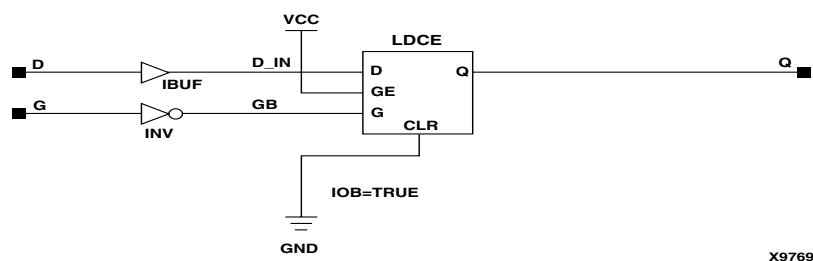 VCC
LDCE
D
D_IN
D
Q
Q
IBUF
GE
G
GB
G
INV
CLR
IOB=TRUE
GND
X9769